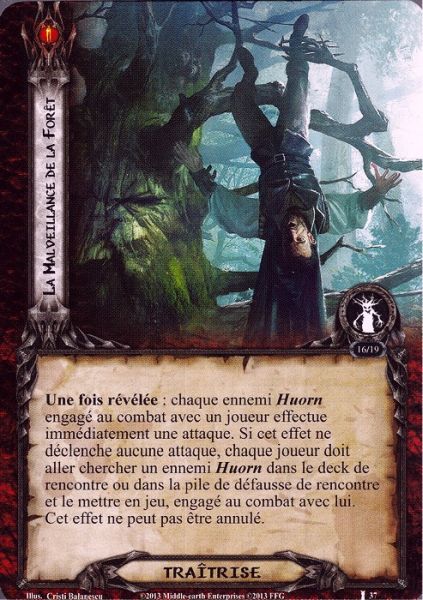 La Malveillance de la Forêt
16/19
Une fois révélée : chaque ennemi Huorn
engagé au combat avec un joueur effectue
immédiatement une attaque. Si cet effet ne
déclenche aucune attaque, chaque joueur doit
aller chercher un ennemi Huorn dans le deck de
rencontre ou dans la pile de défausse de rencontre
et le mettre en jeu, engagé au combat avec lui.
Cet effet ne peut pas être annulé.
TRAÎTRISE
Illus. Cristi Balanescu ©2013 Middle-earth Enterprises ©2013 FFG 37